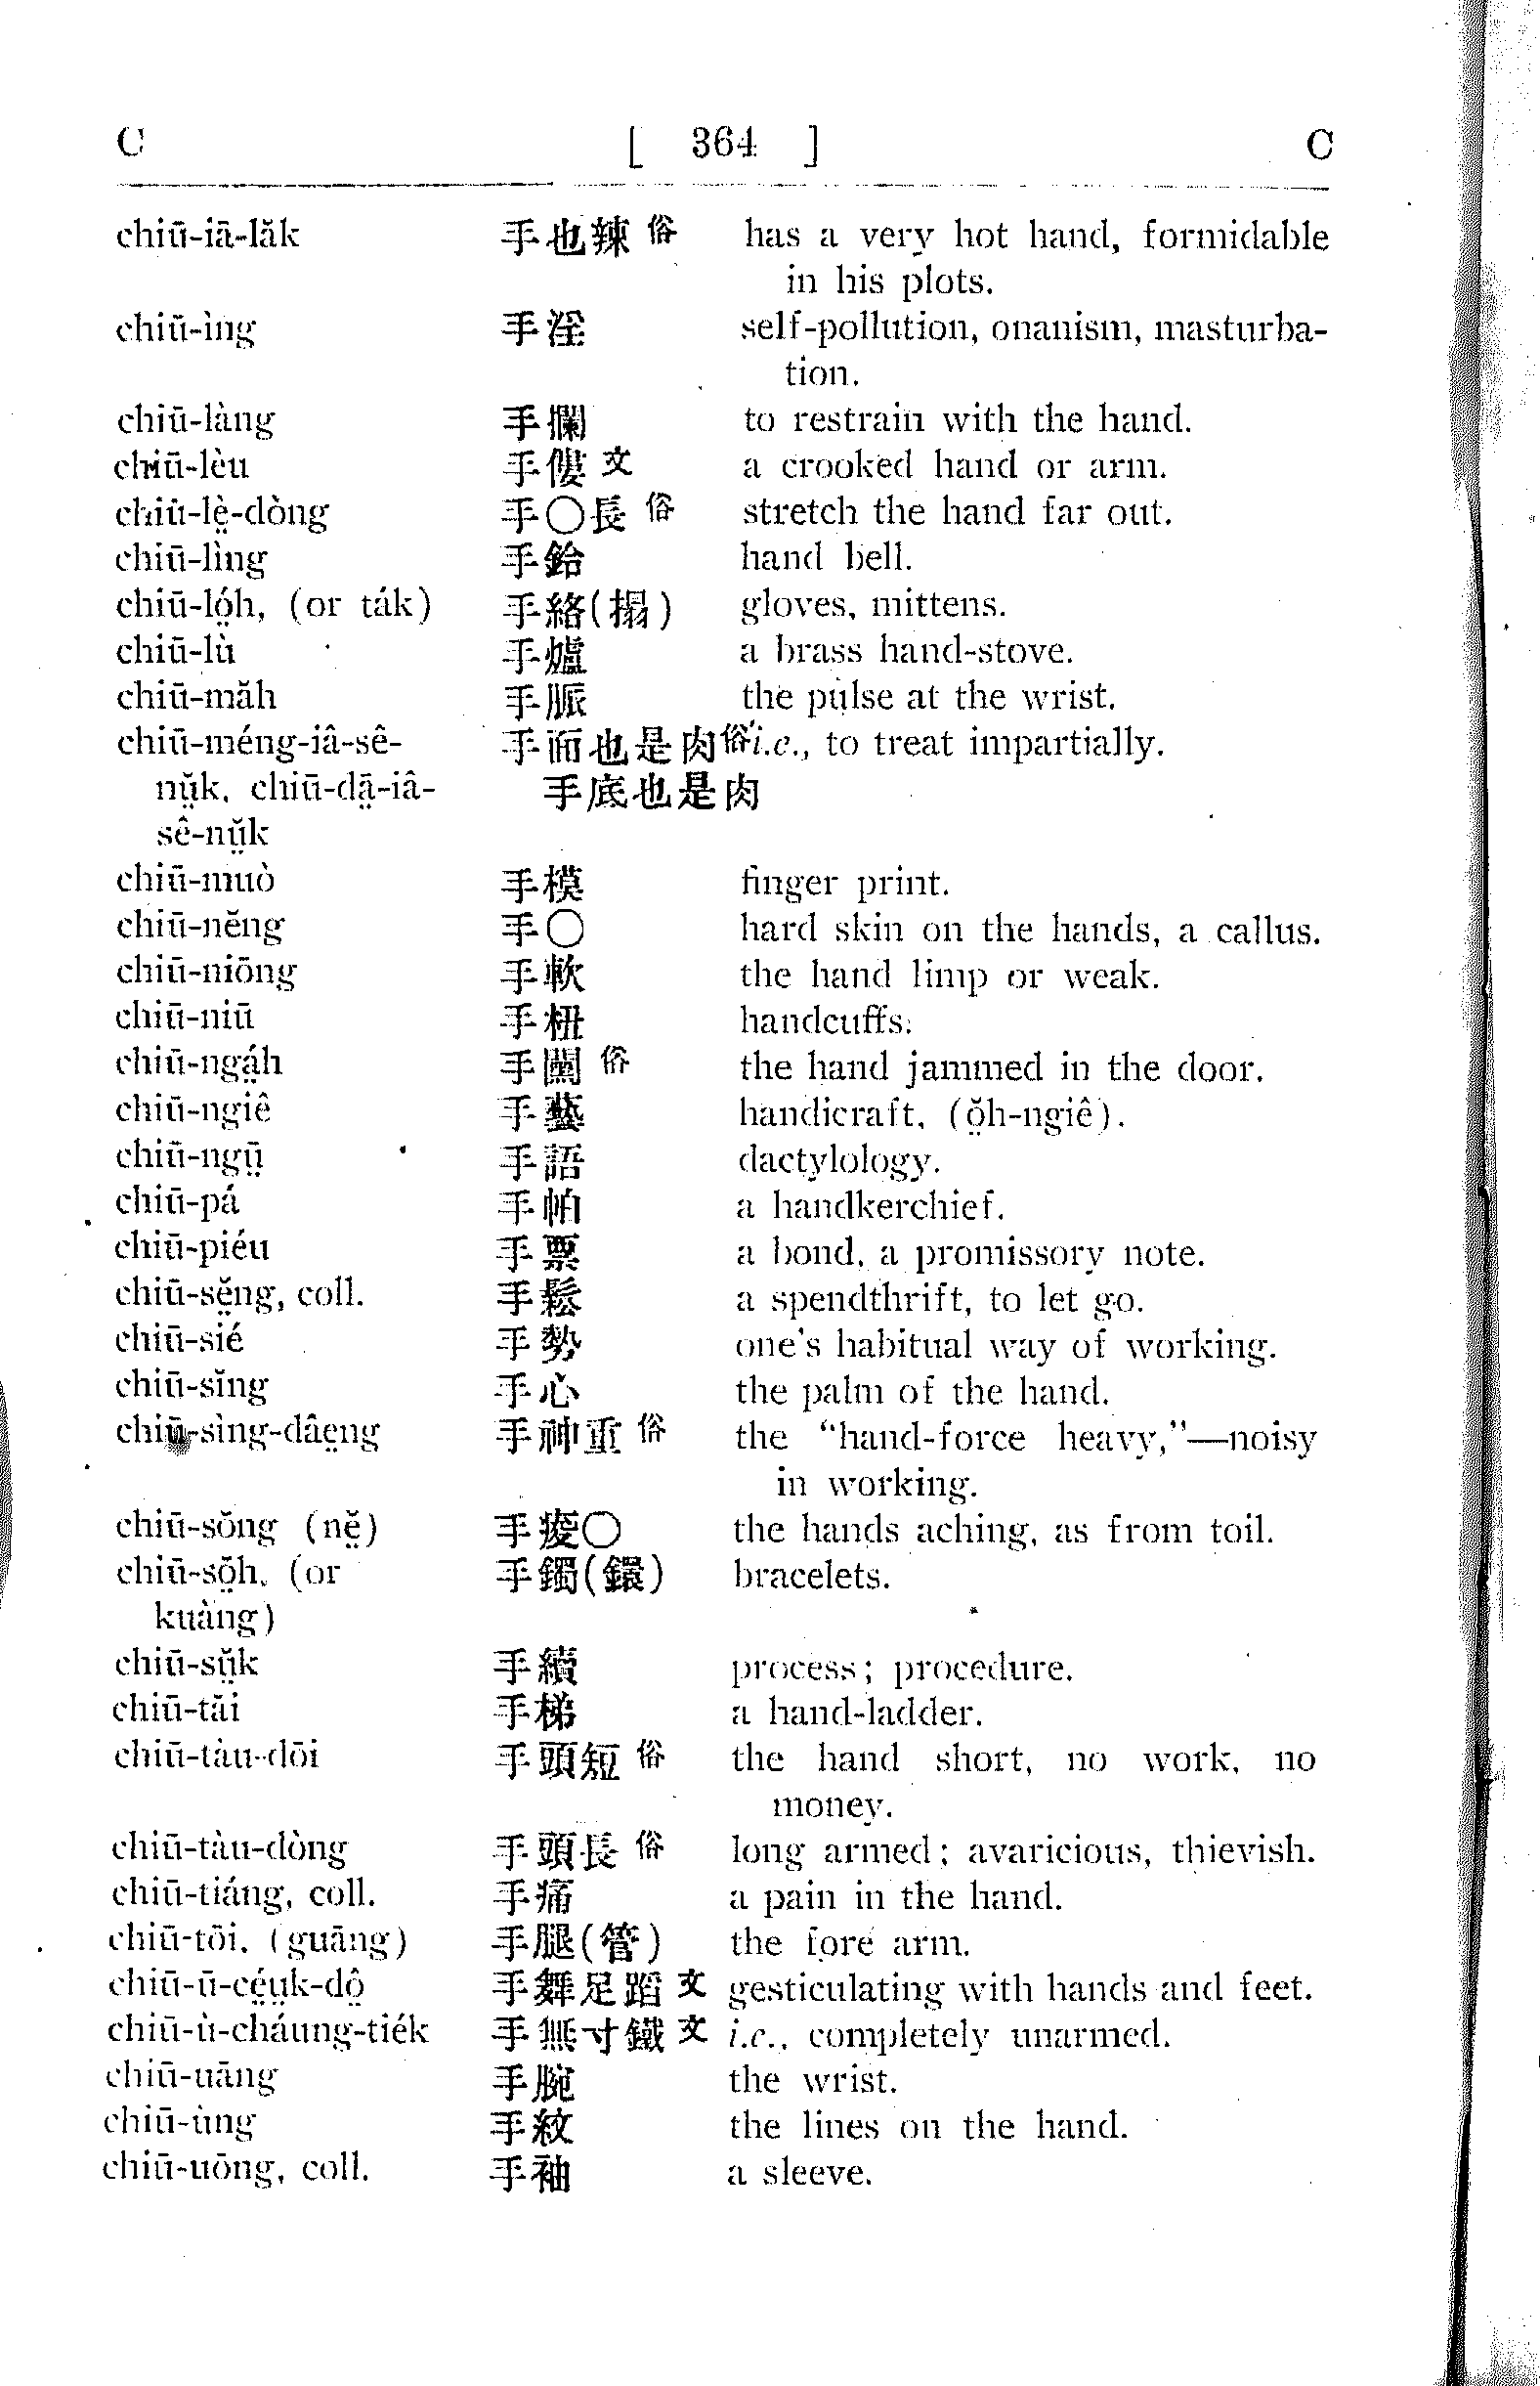 C [ 364 ] C
chiū-iā-lăk 手也辣 俗 has a very hot hand, formidable
in his plots.
chiū-ìng 手淫 self-pollution, onanism, masturba-
tion.
chiū-làng 手攔 to restrain with the hand.
chiū-lèu 手僂 文 a crooked hand or arm.
chiū-lè̤-dòng 手〇長 俗 stretch the hand far out.
chiū-lìng 手鈴 hand bell.
chiū-ló̤h, (or ták) 手絡(搨) gloves, mittens.
chiū-lù 手爐 a brass hand-stove.
chiū-măh 手脈 the pulse at the wrist.
chiū-méng-iâ-sê- 手面也是肉俗 i.e., to treat impartially.
nṳ̆k, chiū-dā̤-iâ- 手底也是肉
sê-nṳ̆k
chiū-muò 手模 finger print.
chiū-nĕng 手〇 hard skin on the hands, a callus.
chiū-niōng 手軟 the hand limp or weak.
chiū-niū 手杻 handcuffs.
chiū-ngá̤h 手 俗 the hand jammed in the door.
chiū-ngiê 手藝 handicraft, (ŏ̤h-ngiê).
chiū-ngṳ̄ 手語 dactylology.
chiū-pá 手帕 a handkerchief.
chiū-piéu 手票 a bond, a promissory note.
chiū-sĕ̤ng, coll. 手鬆 a spendthrift, to let go.
chiū-sié 手勢 one's habitual way of working.
chiū-sĭng 手心 the palm of the hand.
chiū-sìng-dâe̤ng 手神重 俗 the "hand-force heavy,"—noisy
in working.
chiū-sŏng (nĕ̤) 手痠〇 the hands aching, as from toil.
chiū-sŏ̤h, (or 手鐲(鐶) bracelets.
kuàng)
chiū-sṳ̆k 手續 process; procedure.
chiū-tāi 手梯 a hand-ladder.
chiū-tàu-dōi 手頭短 俗 the hand short, no work, no
money.
chiū-tàu-dòng 手頭長 俗 long armed; avaricious, thievish.
chiū-tiáng, coll. 手痛 a pain in the hand.
chiū-tōi, (guāng) 手腿(管) the fore arm.
chiū-ū-cé̤ṳk-dô̤ 手舞足蹈 文 gesticulating with hands and feet.
chiū-ù-cháung-tiék 手無寸鐵 文 i.e., completely unarmed.
chiū-uāng 手腕 the wrist.
chiū-ùng 手紋 the lines on the hand.
chiū-uōng, coll. 手袖 a sleeve.